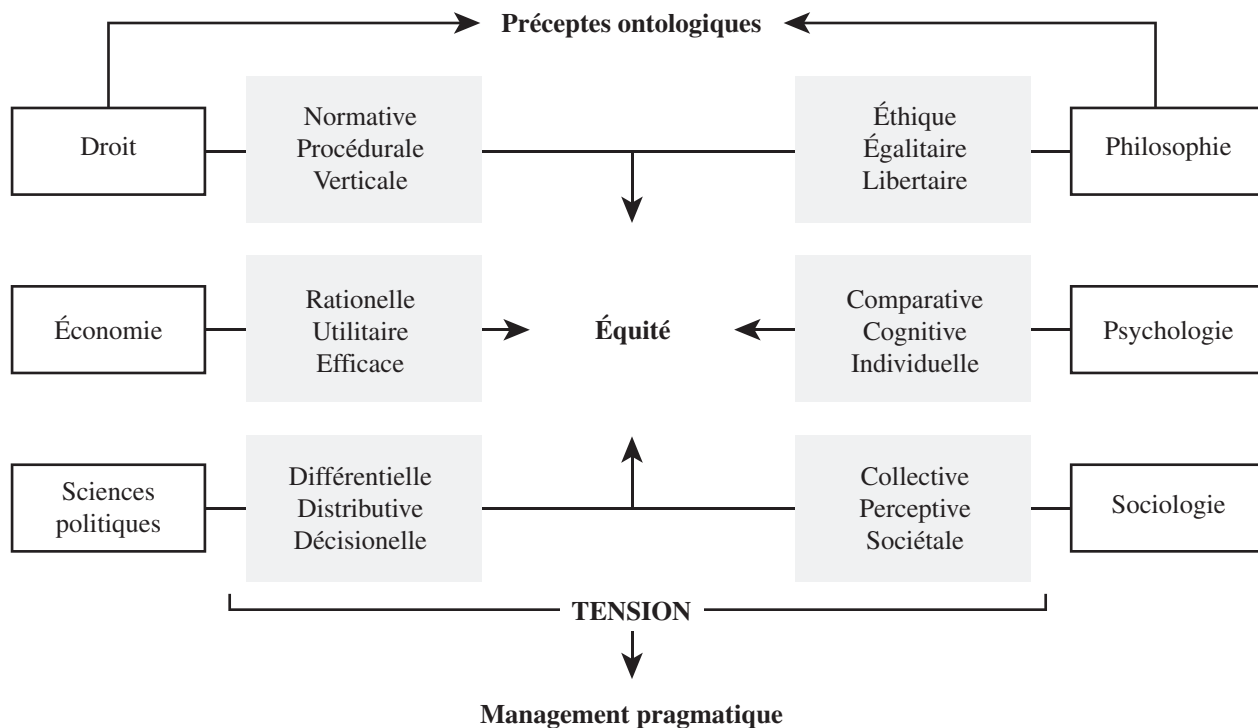 Préceptes ontologiques
Droit
Normative
Procédurale
Verticale
Éthique
Égalitaire
Libertaire
Philosophie
Économie
Rationelle
Utilitaire
Efficace
Équité
Comparative
Cognitive
Individuelle
Psychologie
Sciences
politiques
Différentielle
Distributive
Décisionelle
Collective
Perceptive
Sociétale
Sociologie
TENSION
Management pragmatique